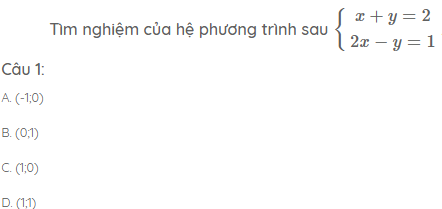 Tìm nghiệm của hệ phương trình sau { x + y = 2
2x − y = 1
Câu 1:
A. (-1;0)
B. (0;1)
C. (1;0)
D. (1;1)